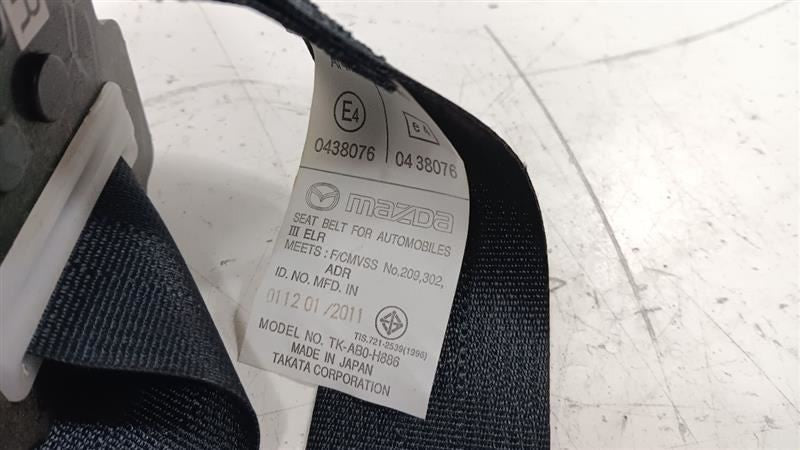 E4
e4
0438076
04 38076
mazda
SEAT BELT FOR AUTOMOBILES
III ELR
MEETS : F/CMVSS No.209,302,
ADR
ID. NO. MFD. IN
0112 01 /2011
TIS.721-2539(1996)
MODEL NO. TK-AB0-H886
MADE IN JAPAN
TAKATA CORPORATION